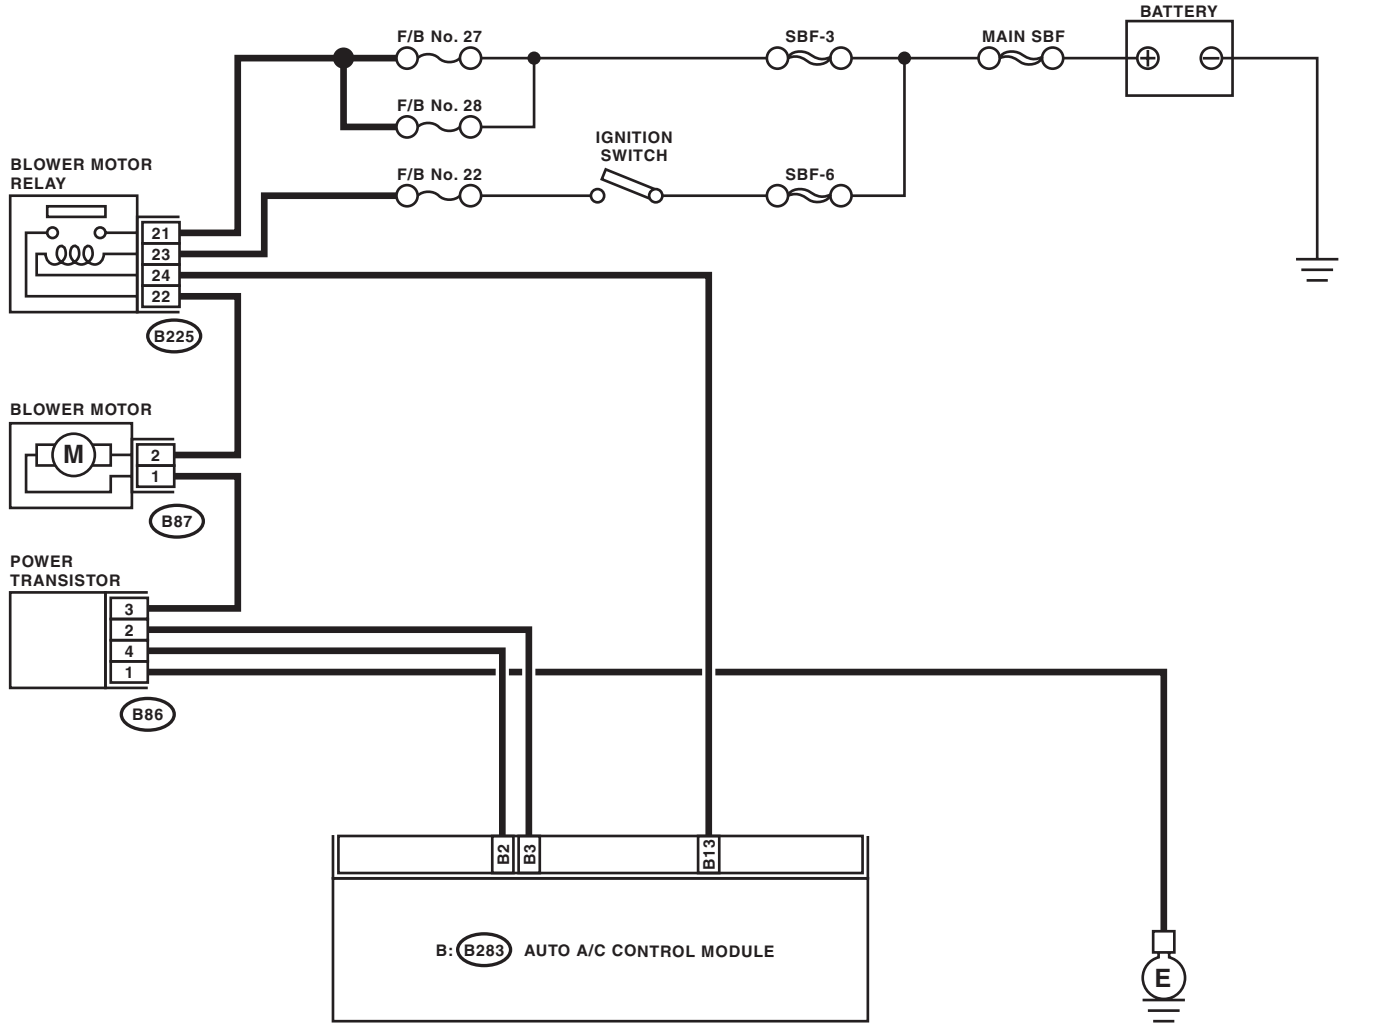 BATTERY
F/B No. 27
SBF-3
MAIN SBF
F/B No. 28
IGNITION
SWITCH
F/B No. 22
SBF-6
BLOWER MOTOR
RELAY
21
23
24
22
B225
BLOWER MOTOR
M
2
1
B87
POWER
TRANSISTOR
3
2
4
1
B86
B2
B3
B13
B: B283 AUTO A/C CONTROL MODULE
E